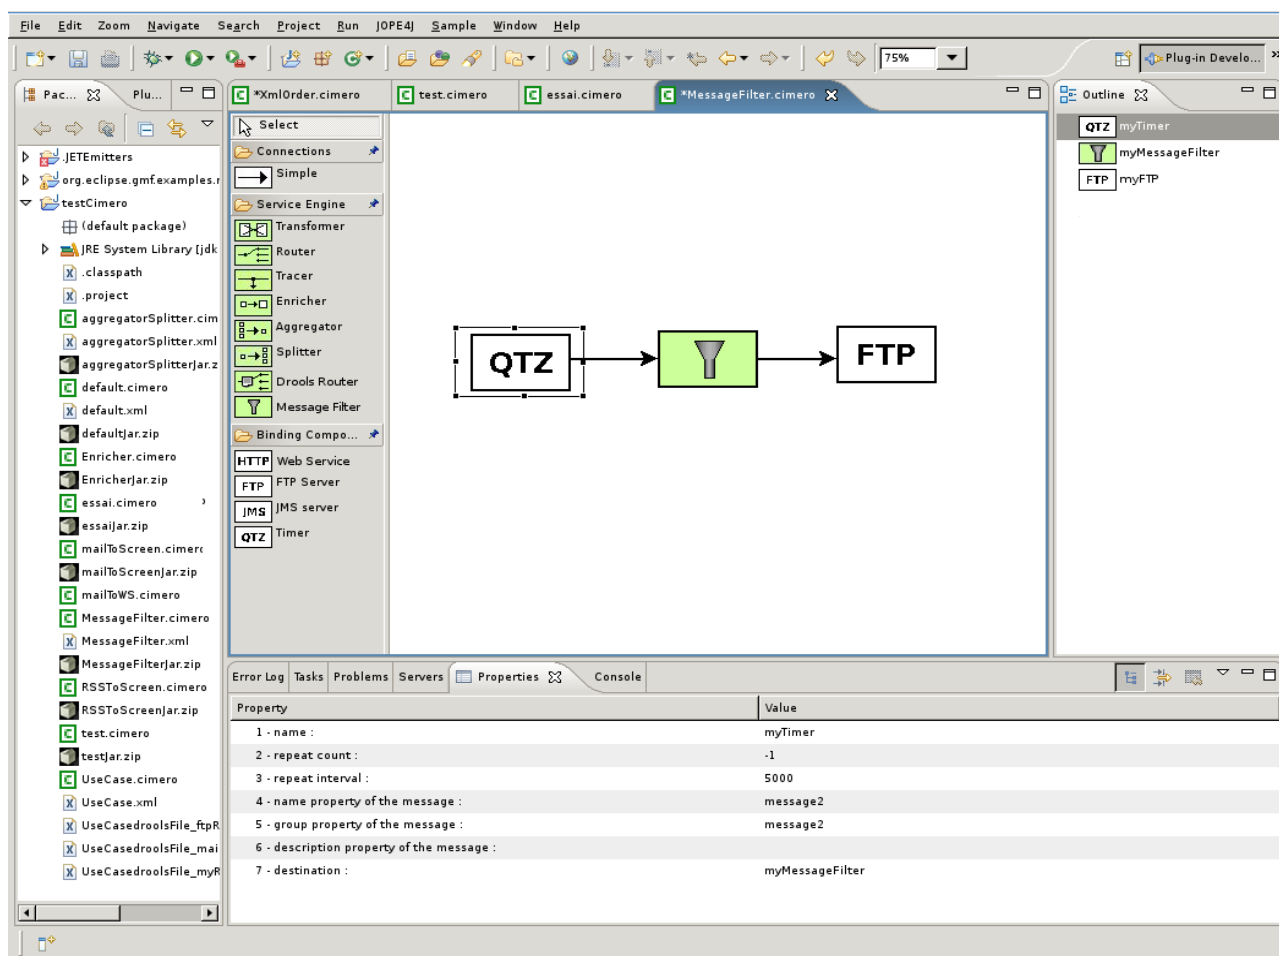 File Edit Zoom Navigate Search Project Run JOPE4J Sample Window Help
75%
Plug-in Develo...
Pac... Plu...
*XmlOrder.cimero test.cimero essai.cimero *MessageFilter.cimero
Outline
.JETEmitters
org.eclipse.gmf.examples.r
testCimero
(default package)
JRE System Library [jdk
.classpath
.project
aggregatorSplitter.cim
aggregatorSplitter.xml
aggregatorSplitterJar.z
default.cimero
default.xml
defaultJar.zip
Enricher.cimero
EnricherJar.zip
essai.cimero
essaiJar.zip
mailToScreen.cimero
mailToScreenJar.zip
mailToWS.cimero
MessageFilter.cimero
MessageFilter.xml
MessageFilterJar.zip
RSSToScreen.cimero
RSSToScreenJar.zip
test.cimero
testJar.zip
UseCase.cimero
UseCase.xml
UseCasedroolsFile_ftpR
UseCasedroolsFile_mai
UseCasedroolsFile_myR
Select
Connections
Simple
Service Engine
Transformer
Router
Tracer
Enricher
Aggregator
Splitter
Drools Router
Message Filter
Binding Compo...
HTTP Web Service
FTP FTP Server
JMS JMS server
QTZ Timer
QTZ
FTP
QTZ myTimer
myMessageFilter
FTP myFTP
Error Log Tasks Problems Servers Properties Console
Property Value
1 - name : myTimer
2 - repeat count : -1
3 - repeat interval : 5000
4 - name property of the message : message2
5 - group property of the message : message2
6 - description property of the message :
7 - destination : myMessageFilter